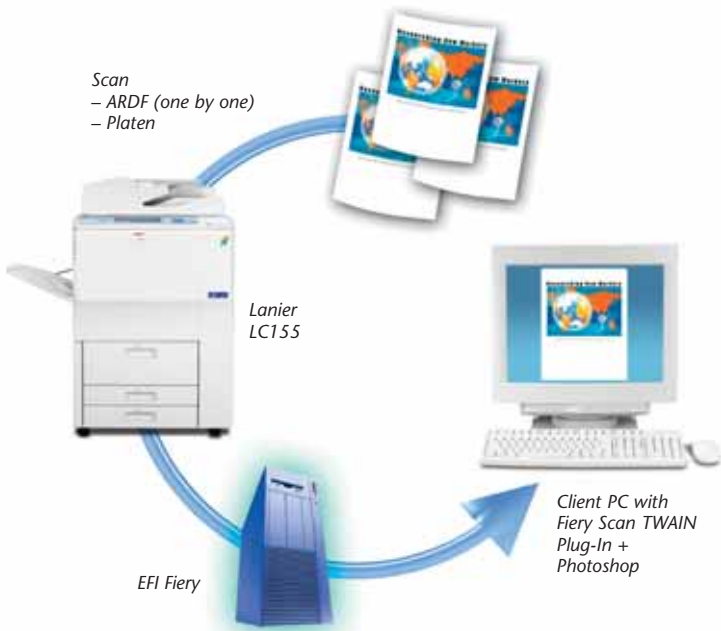 Scan
– ARDF (one by one)
– Platen
Lanier
LC155
EFI Fiery
Client PC with
Fiery Scan TWAIN
Plug-In +
Photoshop